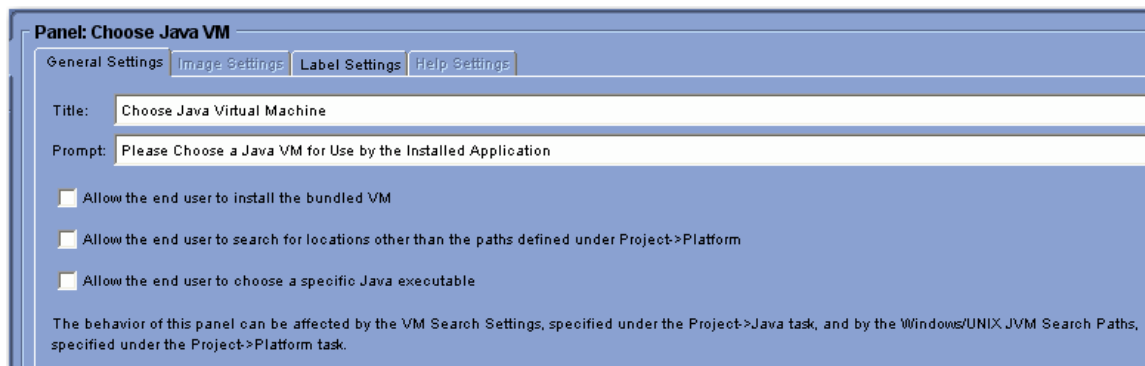 Panel: Choose Java VM
General Settings Image Settings Label Settings Help Settings
Title: Choose Java Virtual Machine
Prompt: Please Choose a Java VM for Use by the Installed Application
Allow the end user to install the bundled VM
Allow the end user to search for locations other than the paths defined under Project->Platform
Allow the end user to choose a specific Java executable
The behavior of this panel can be affected by the VM Search Settings, specified under the Project->Java task, and by the Windows/UNIX JVM Search Paths,
specified under the Project->Platform task.